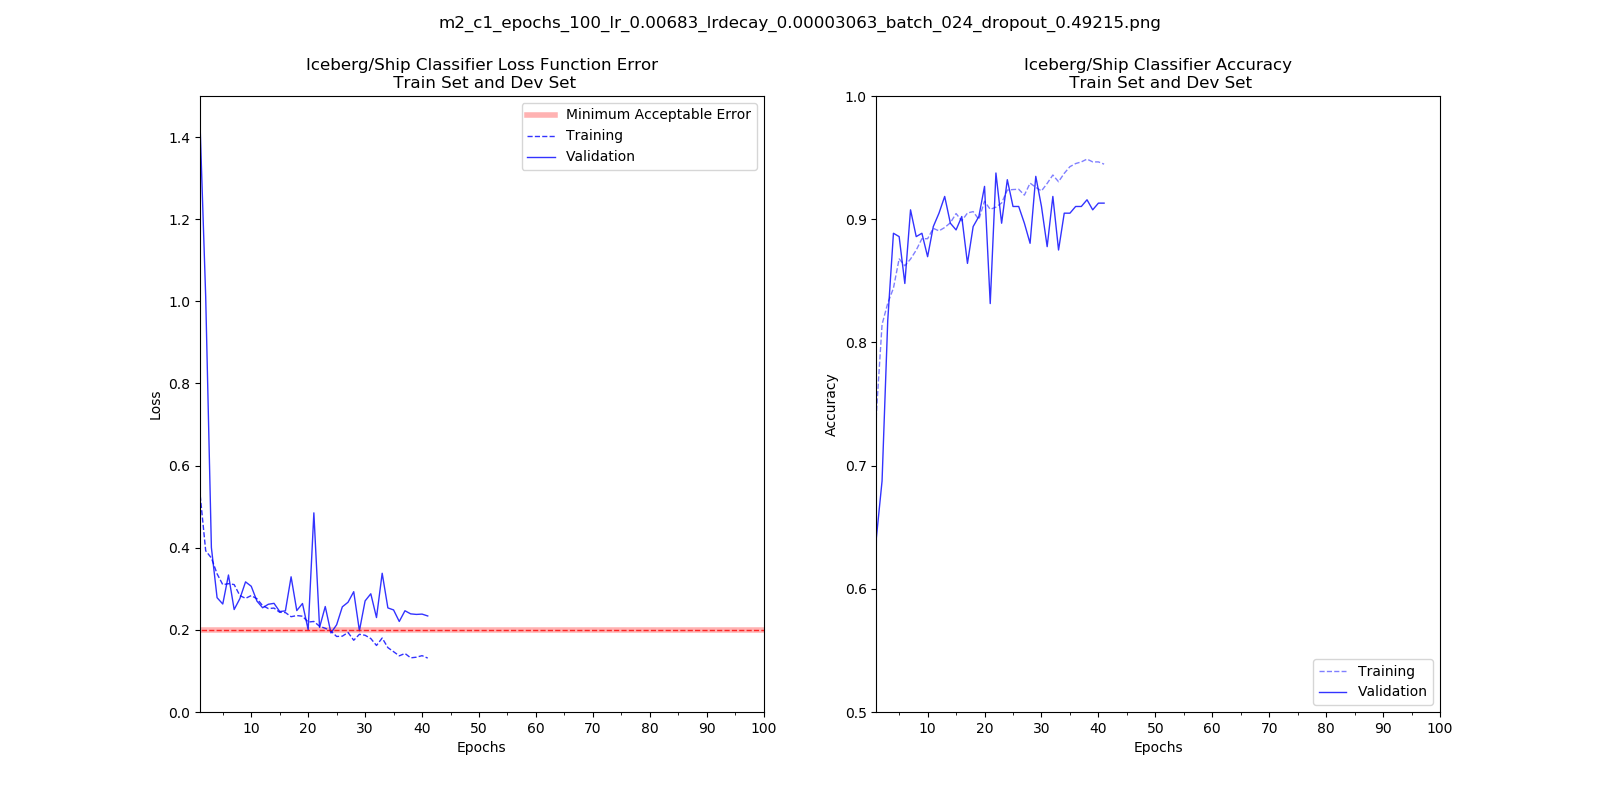 m2_c1_epochs_100_lr_0.00683_lrdecay_0.00003063_batch_024_dropout_0.49215.png
Iceberg/Ship Classifier Loss Function Error
Train Set and Dev Set
1.4
1.2
1.0
0.8
0.6
0.4
0.2
0.0
Loss
Minimum Acceptable Error
Training
Validation
10 20 30 40 50 60 70 80 90 100
Epochs
Iceberg/Ship Classifier Accuracy
Train Set and Dev Set
1.0
0.9
0.8
0.7
0.6
0.5
Accuracy
Training
Validation
10 20 30 40 50 60 70 80 90 100
Epochs